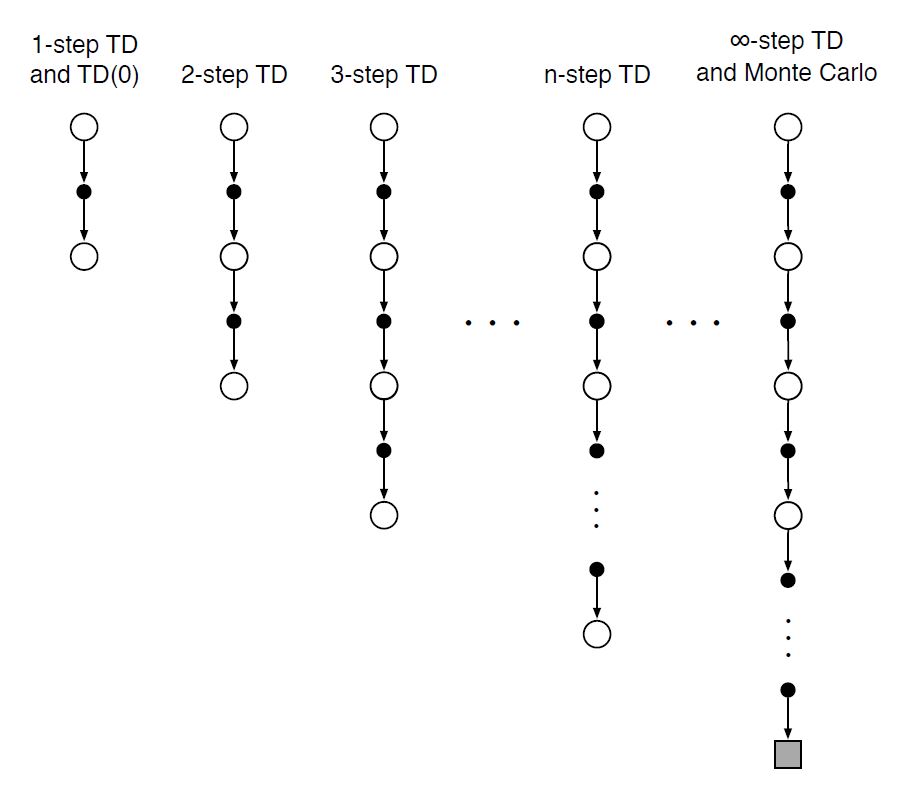 1-step TD
and TD(0)
2-step TD
3-step TD
n-step TD
∞-step TD
and Monte Carlo